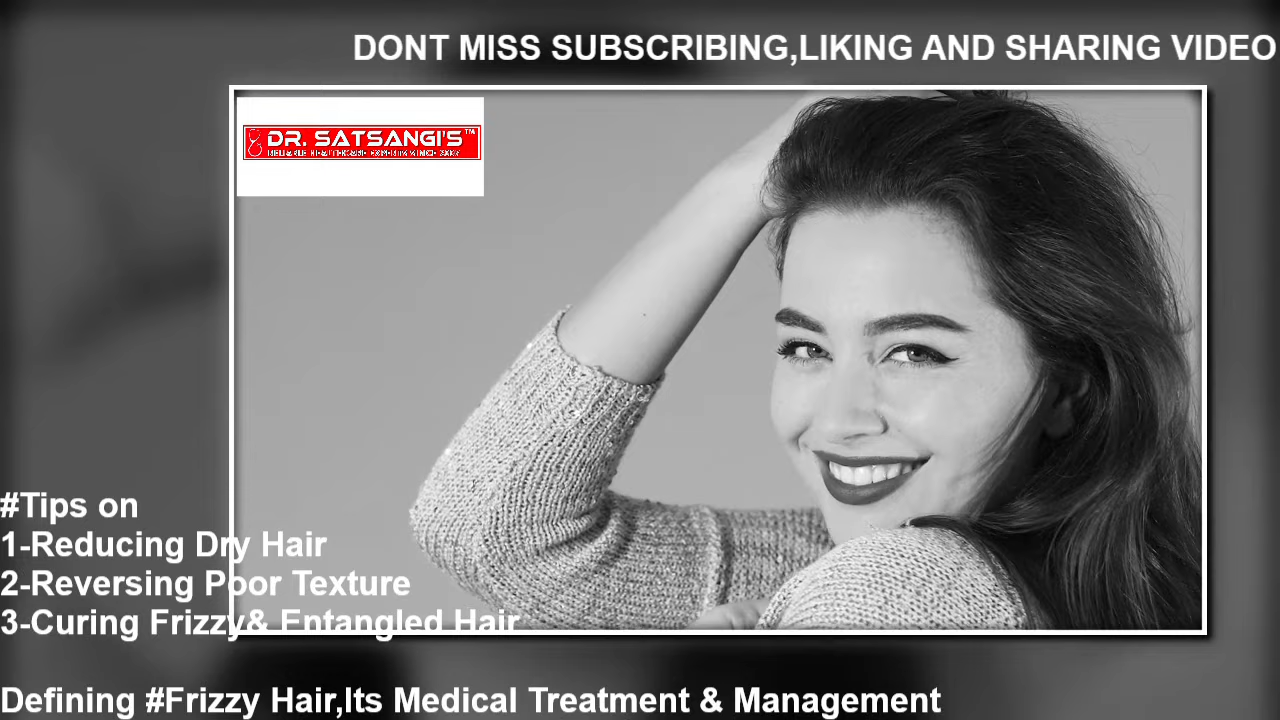 DONT MISS SUBSCRIBING,LIKING AND SHARING VIDEO
DR. SATSANGI'S™
#Tips on
1-Reducing Dry Hair
2-Reversing Poor Texture
3-Curing Frizzy& Entangled Hair
Defining #Frizzy Hair,Its Medical Treatment & Management